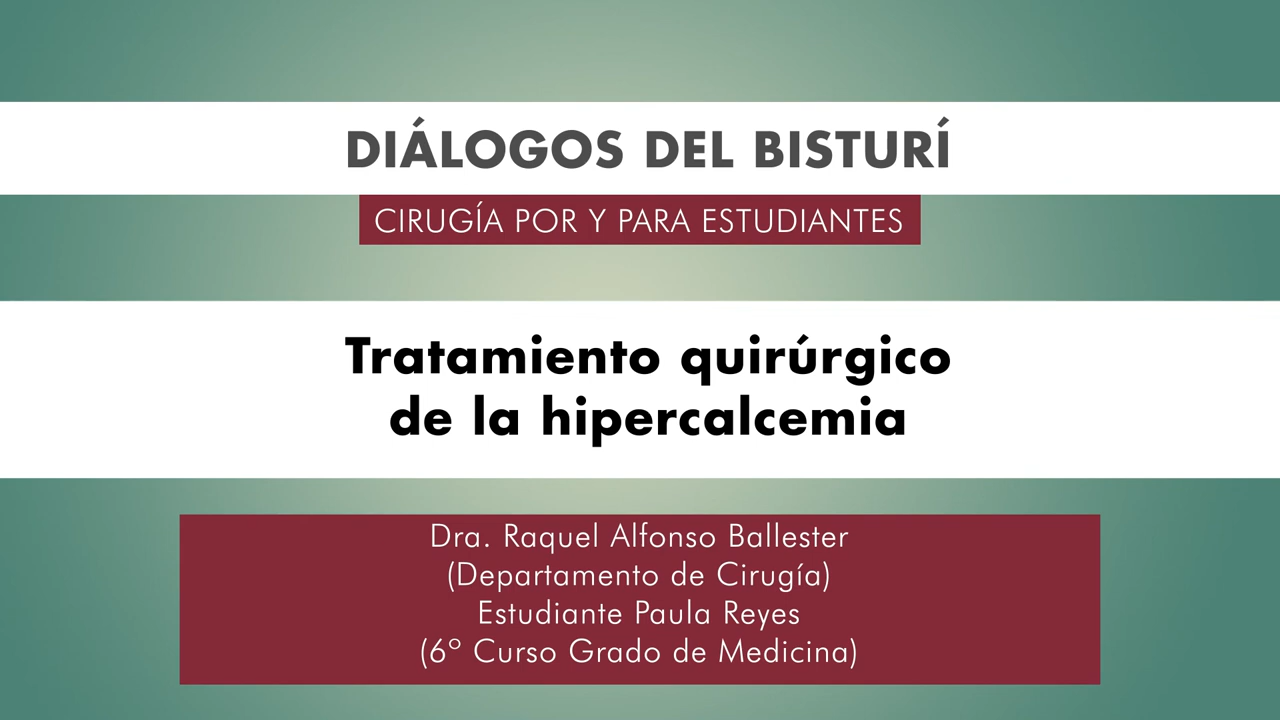 DIÁLOGOS DEL BISTURÍ
CIRUGÍA POR Y PARA ESTUDIANTES
Tratamiento quirúrgico
de la hipercalcemia
Dra. Raquel Alfonso Ballester
(Departamento de Cirugía)
Estudiante Paula Reyes
(6º Curso Grado de Medicina)